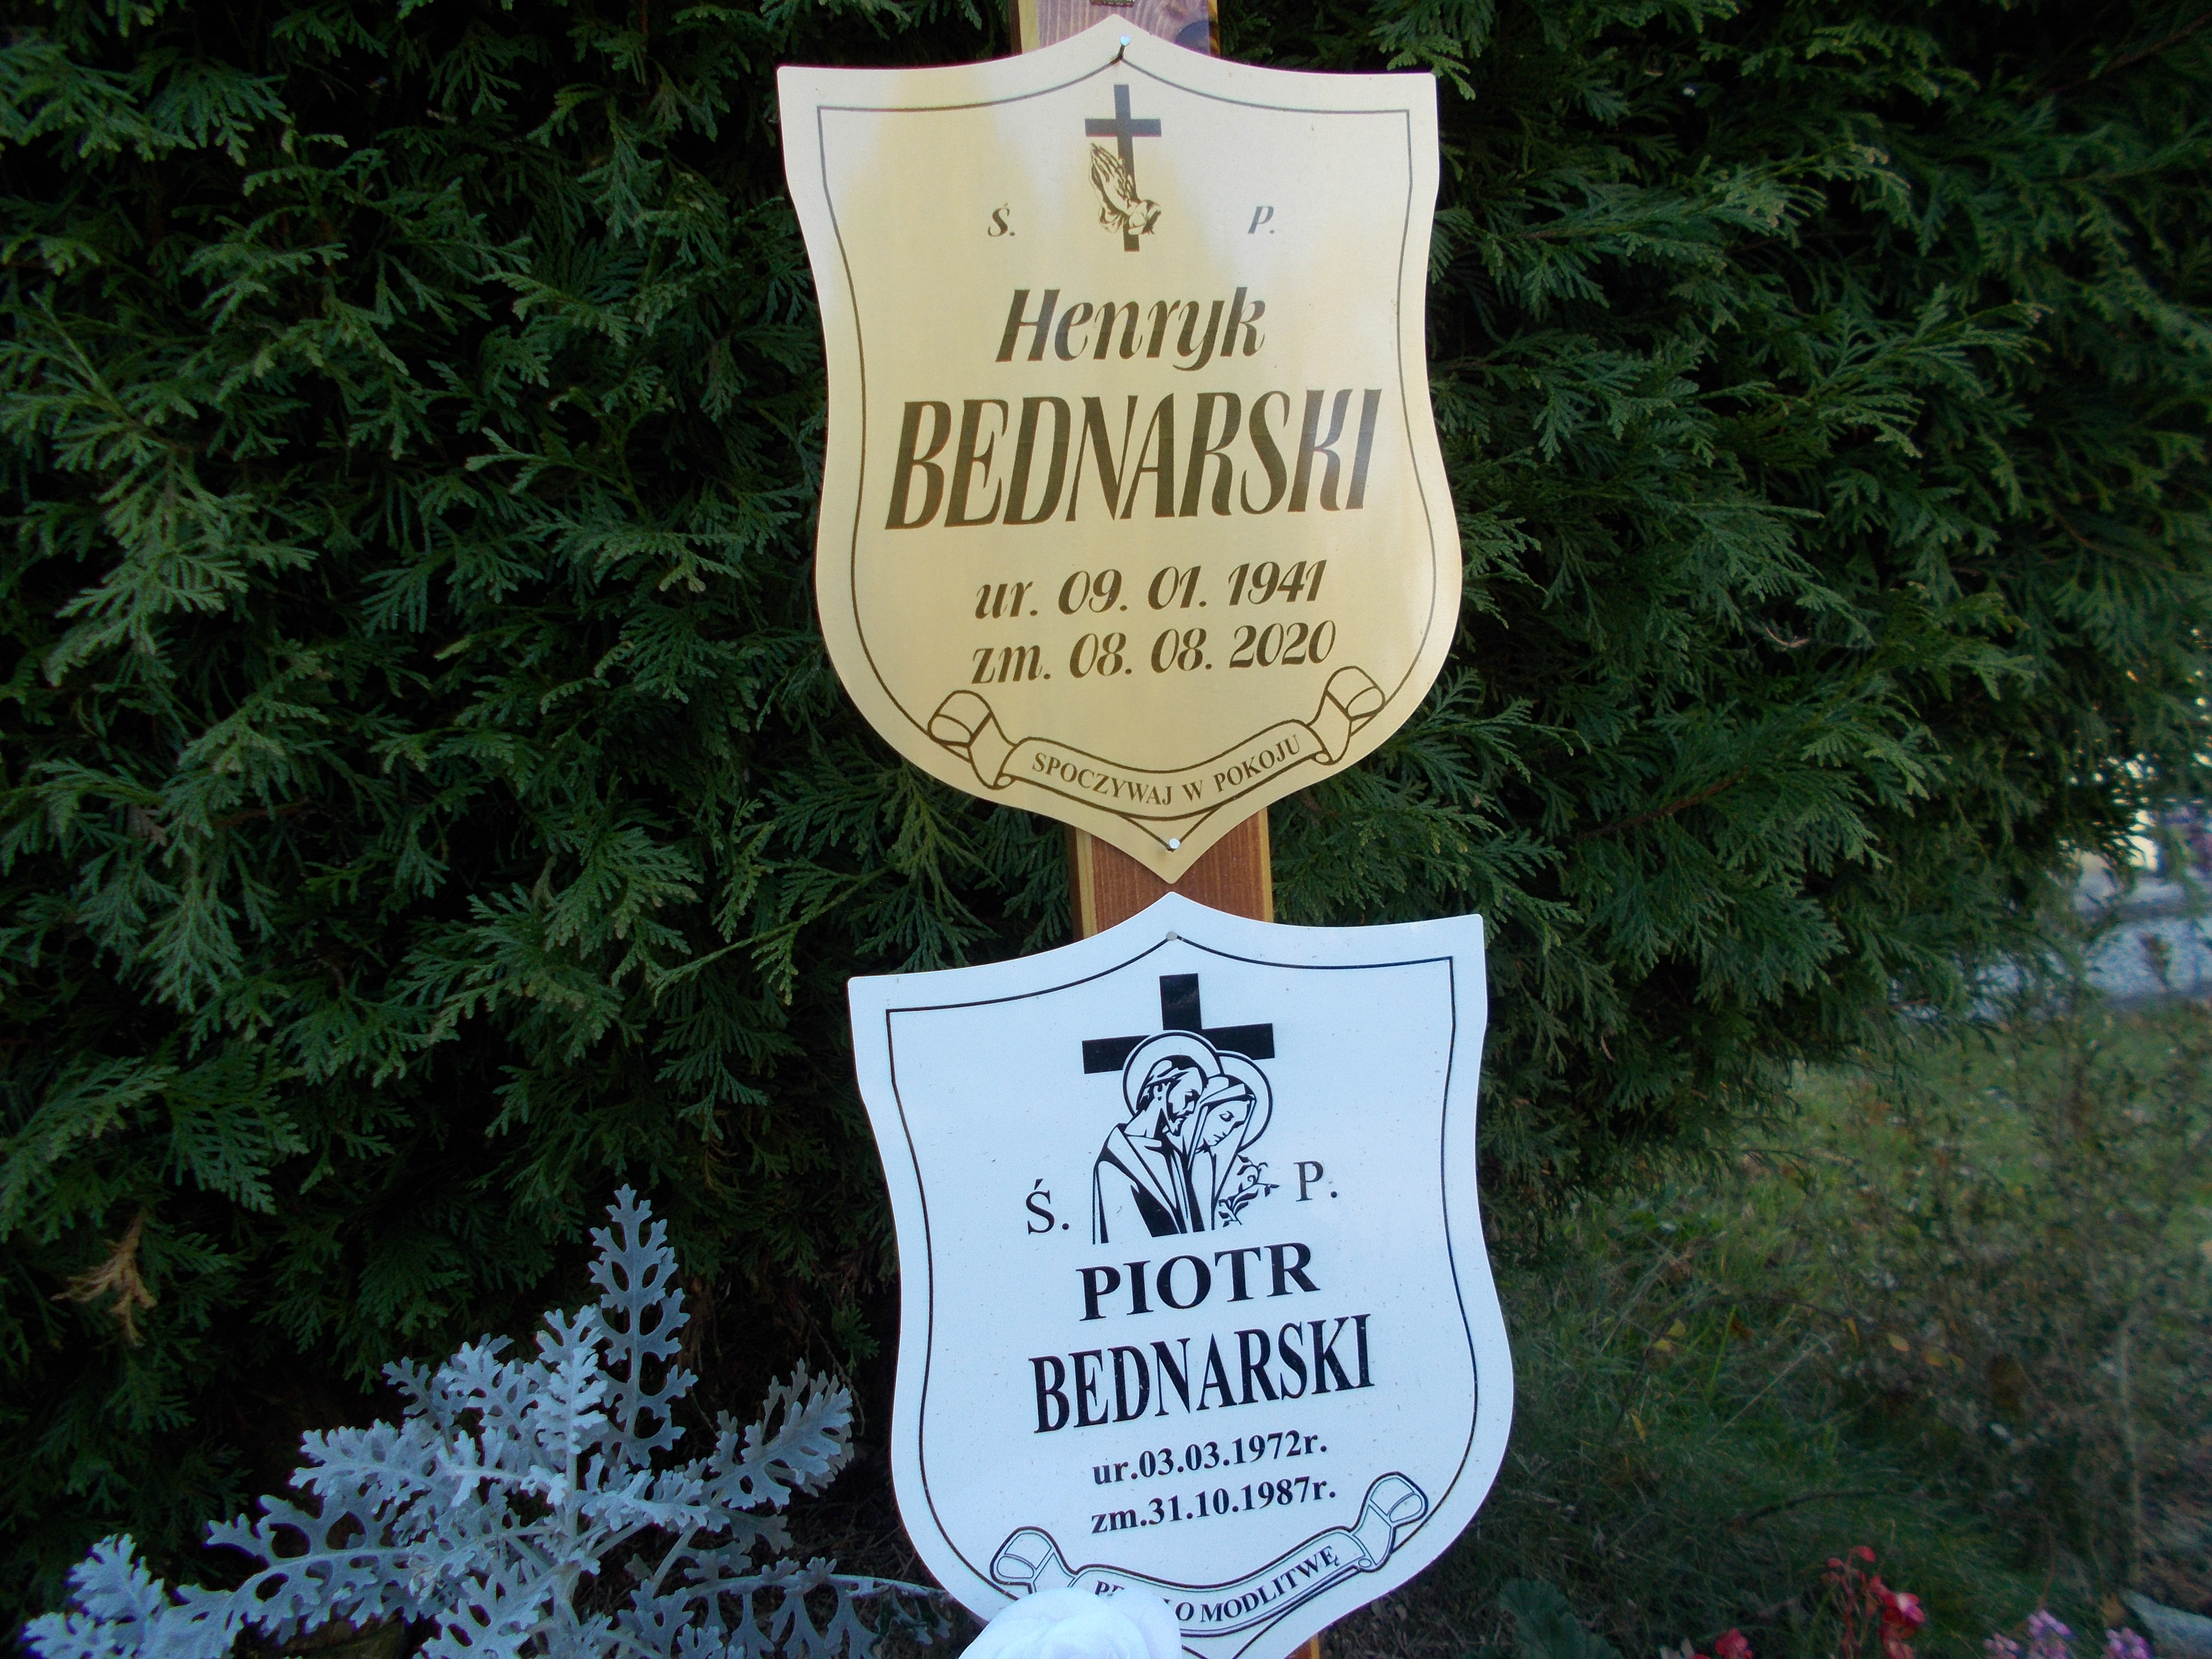 Ś. P.
Henryk
BEDNARSKI
ur. 09. 01. 1941
zm. 08. 08. 2020
SPOCZYWAJ W POKOJU
Ś. P.
PIOTR
BEDNARSKI
ur.03.03.1972r.
zm.31.10.1987r.
O MODLITWĘ